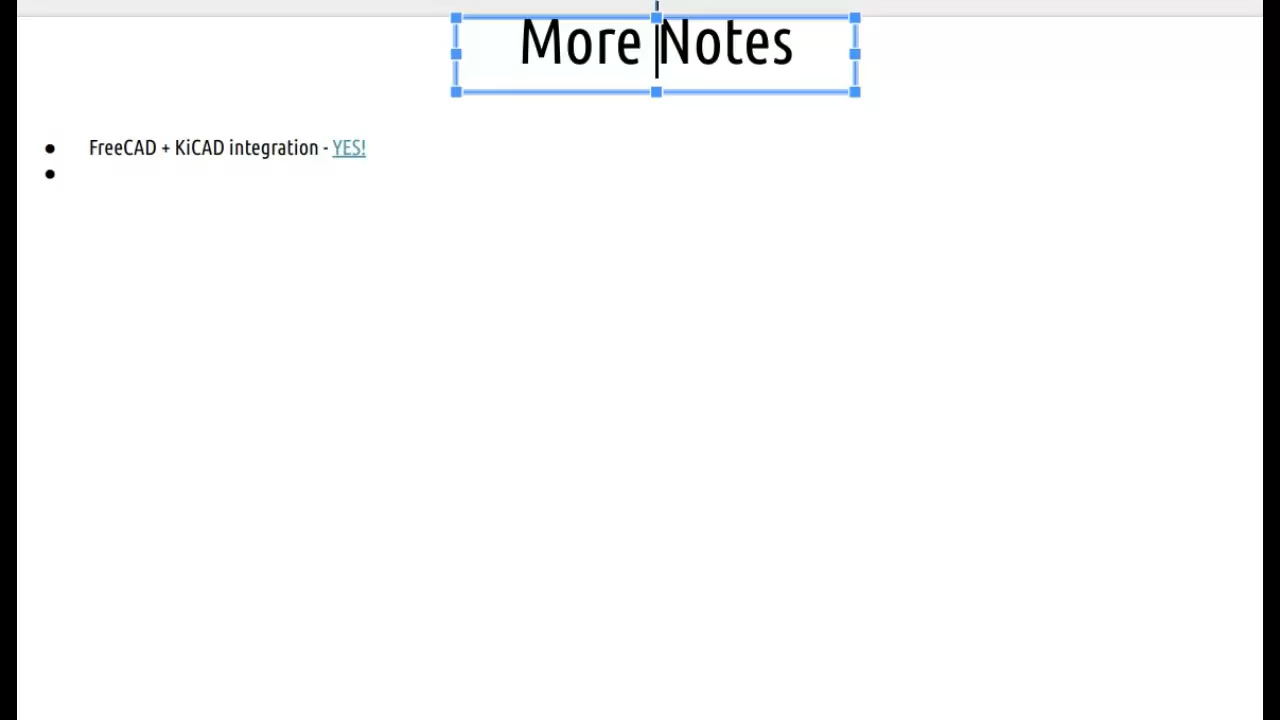 More Notes
● FreeCAD + KiCAD integration - YES!
●